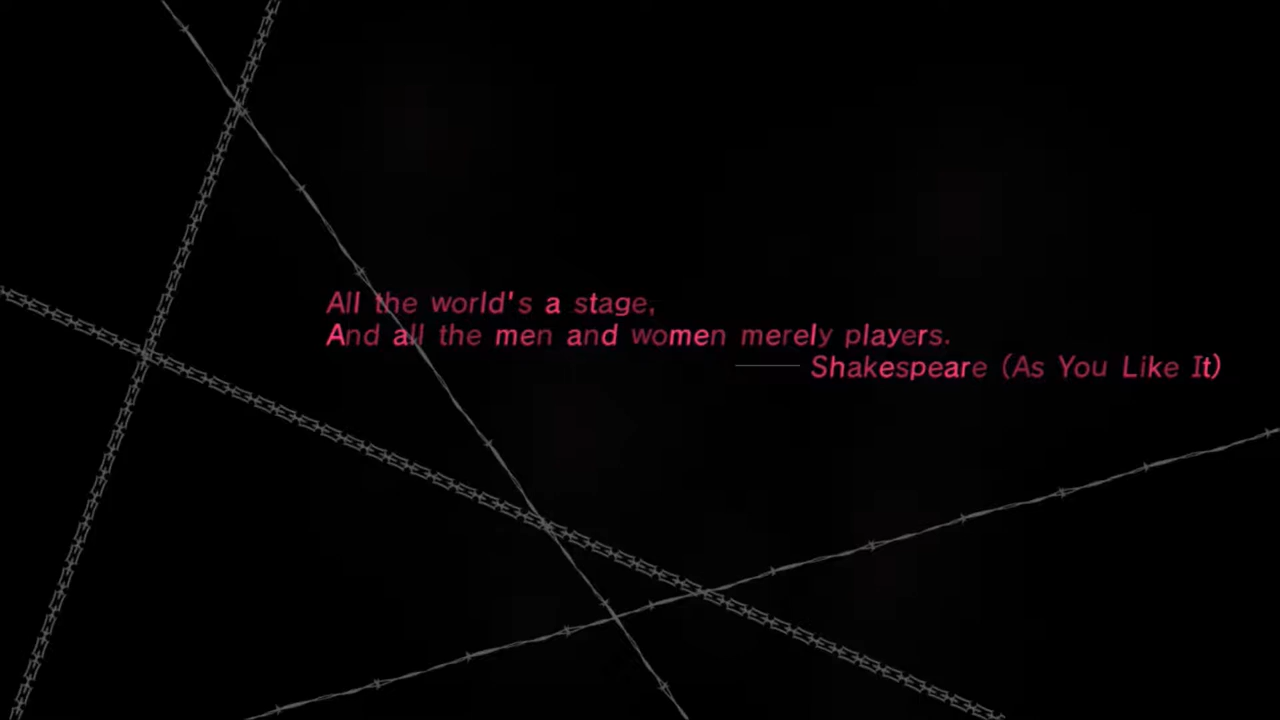 All the world's a stage,
And all the men and women merely players.
—— Shakespeare (As You Like It)